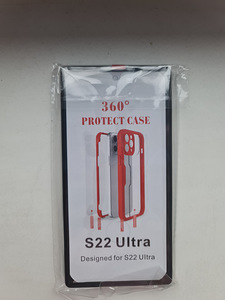 360°
PROTECT CASE
S22 Ultra
Designed for S22 Ultra